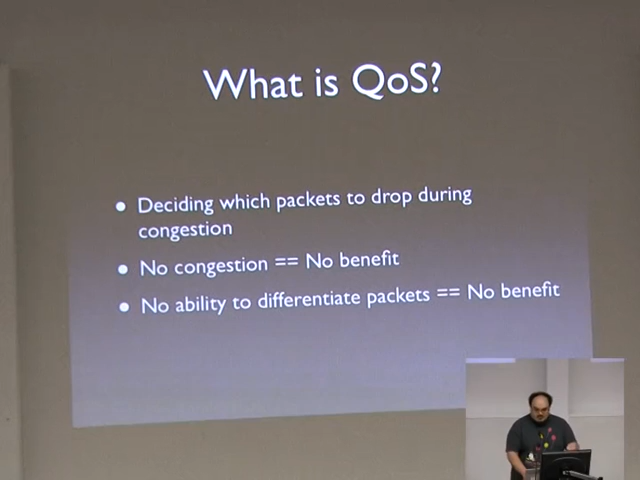 What is QoS?
• Deciding which packets to drop during
congestion
• No congestion == No benefit
• No ability to differentiate packets == No benefit